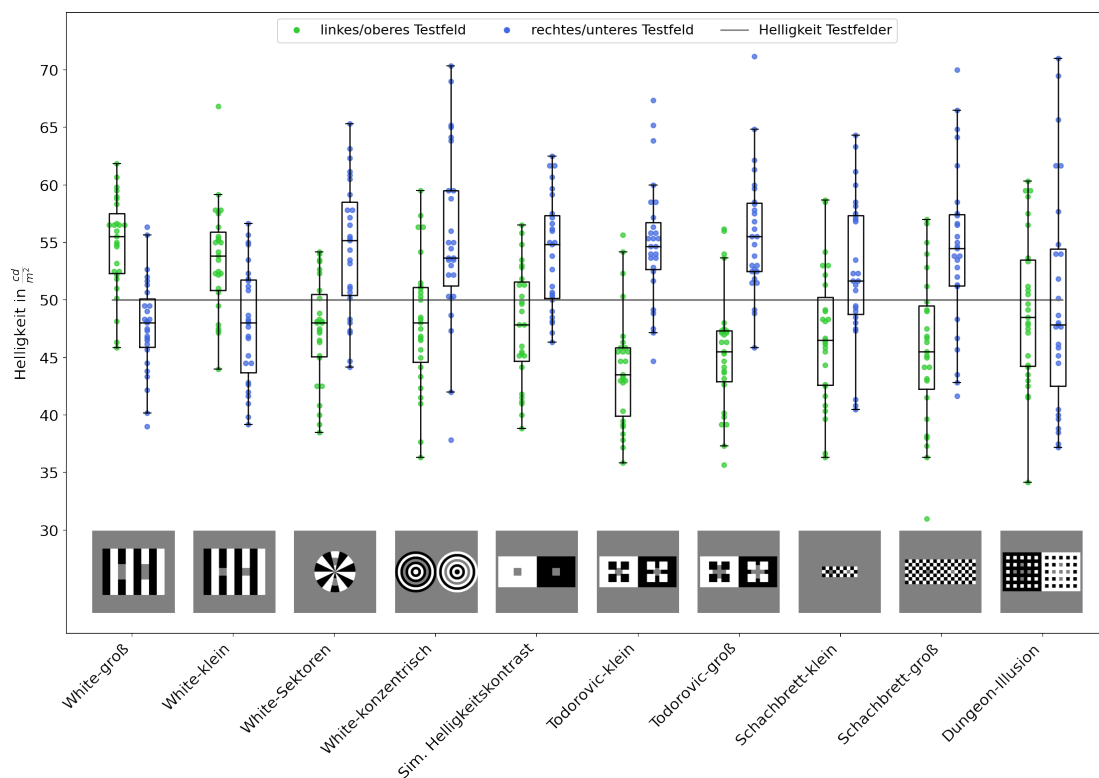 linkes/oberes Testfeld
rechtes/unteres Testfeld
Helligkeit Testfelder
70
65
60
55
50
45
40
35
30
Helligkeit in cd/m²
White-groß
White-klein
White-Sektoren
White-konzentrisch
Sim. Helligkeitskontrast
Todorovic-klein
Todorovic-groß
Schachbrett-klein
Schachbrett-groß
Dungeon-Illusion